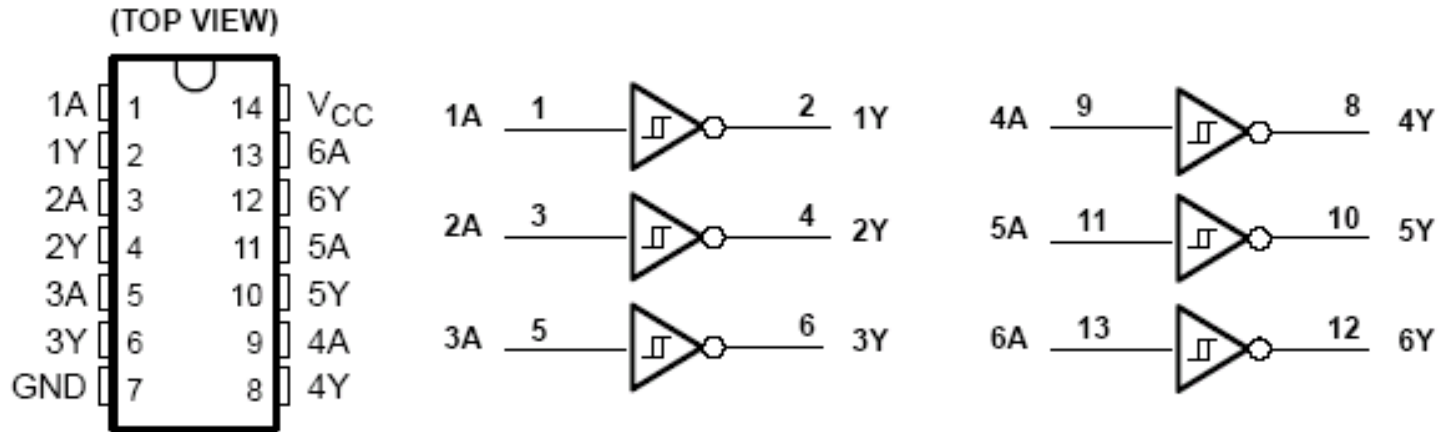 (TOP VIEW)
1A 1 14 VCC
1Y 2 13 6A
2A 3 12 6Y
2Y 4 11 5A
3A 5 10 5Y
3Y 6 9 4A
GND 7 8 4Y
1A 1 2 1Y
2A 3 4 2Y
3A 5 6 3Y
4A 9 8 4Y
5A 11 10 5Y
6A 13 12 6Y